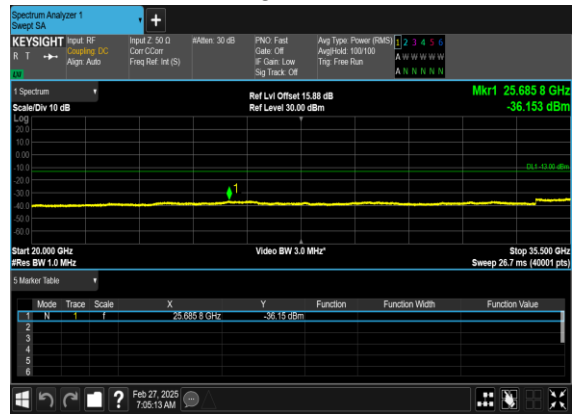 Spectrum Analyzer 1
Swept SA
+
KEYSIGHT Input: RF Input Z: 50 Ω #Atten: 30 dB PNO: Fast Avg Type: Power (RMS) 1 2 3 4 5 6
R T Coupling: DC Corr CCorr Gate: Off Avg|Hold: 100/100 A W W W W W
Align: Auto Freq Ref: Int (S) IF Gain: Low Trig: Free Run
Sig Track: Off A N N N N N
1 Spectrum Ref Lvl Offset 15.88 dB Mkr1 25.685 8 GHz
Scale/Div 10 dB Ref Level 30.00 dBm -36.153 dBm
Log
20.0
10.0
0.00
-10.0
DL1 -13.00 dBm
-20.0
1
-30.0
-40.0
-50.0
-60.0
Start 20.000 GHz Video BW 3.0 MHz* Stop 35.500 GHz
#Res BW 1.0 MHz Sweep 26.7 ms (40001 pts)
5 Marker Table
Mode Trace Scale X Y Function Function Width Function Value
1 N 1 f 25.685 8 GHz -36.15 dBm
2
3
4
5
6
? Feb 27, 2025
7:05:13 AM